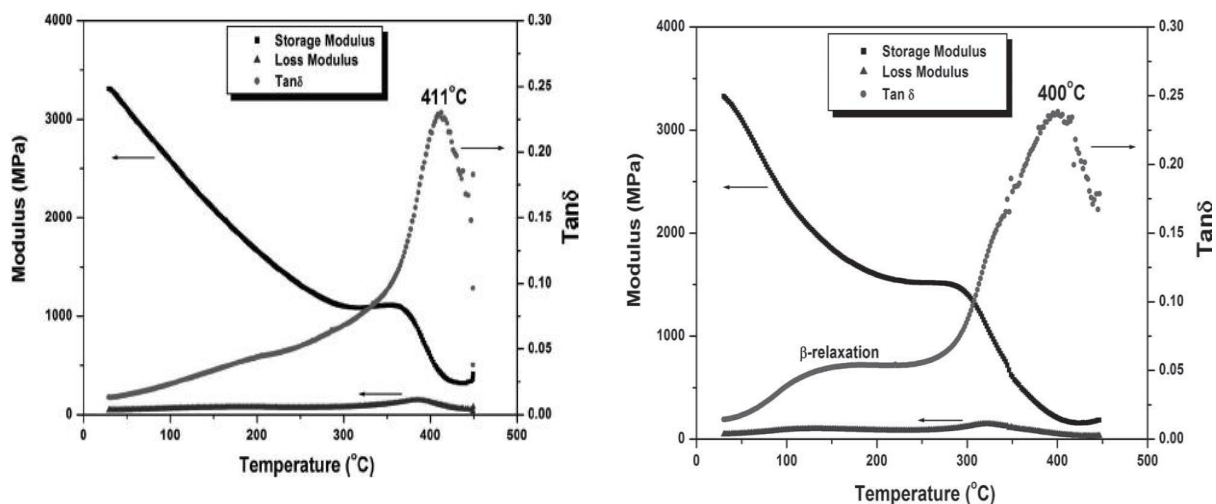 4000
3000
2000
1000
0
Modulus (MPa)
0.30
0.25
0.20
0.15
0.10
0.05
0.00
Tanδ
Storage Modulus
Loss Modulus
Tanδ
411°C
0
100
200
300
400
500
Temperature (°C)
4000
3000
2000
1000
0
Modulus (MPa)
0.30
0.25
0.20
0.15
0.10
0.05
0.00
Tanδ
Storage Modulus
Loss Modulus
Tan δ
400°C
β-relaxation
0
100
200
300
400
500
Temperature (°C)